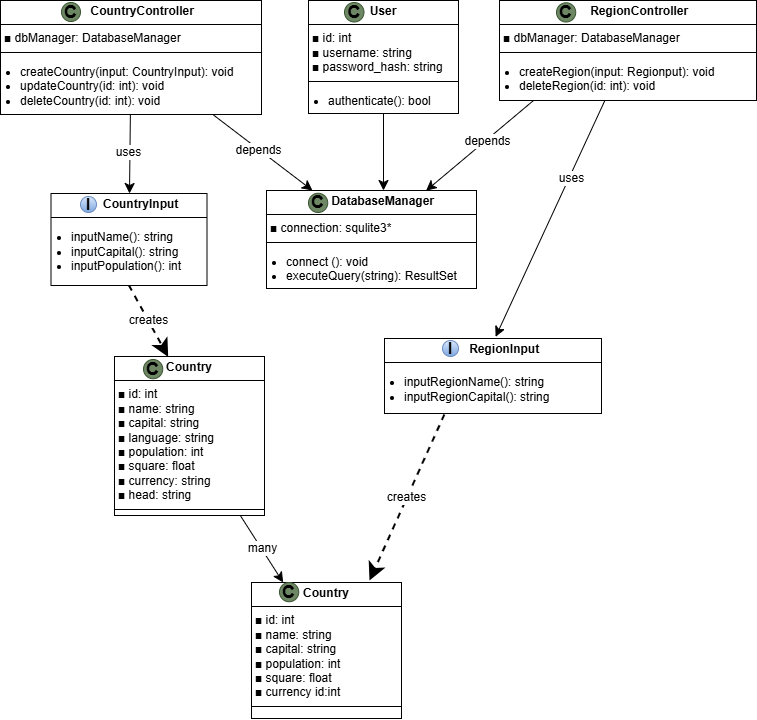 C CountryController
dbManager: DatabaseManager
createCountry(input: CountryInput): void
updateCountry(id: int): void
deleteCountry(id: int): void
C User
id: int
username: string
password_hash: string
authenticate(): bool
C RegionController
dbManager: DatabaseManager
createRegion(input: Regionput): void
deleteRegion(id: int): void
uses
depends
depends
uses
I CountryInput
inputName(): string
inputCapital(): string
inputPopulation(): int
C DatabaseManager
connection: squlite3*
connect (): void
executeQuery(string): ResultSet
creates
I RegionInput
inputRegionName(): string
inputRegionCapital(): string
C Country
id: int
name: string
capital: string
language: string
population: int
square: float
currency: string
head: string
creates
many
C Country
id: int
name: string
capital: string
population: int
square: float
currency id:int